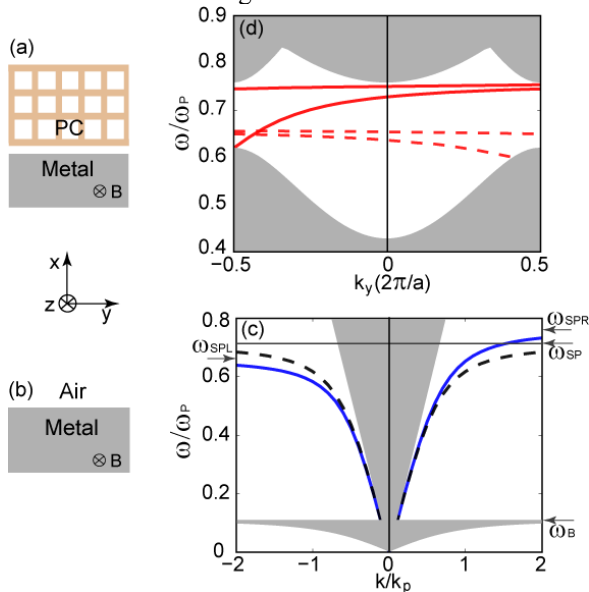 (a)
PC
Metal
⊗ B
x
z
y
(b)
Air
Metal
⊗ B
(d)
ω/ωP
0.9
0.8
0.7
0.6
0.5
0.4
-0.5
0
0.5
ky(2π/a)
(c)
ω/ωP
0.8
0.6
0.4
0.2
0
ωSPL
ωSPR
ωSP
ωB
−2
−1
0
1
2
k/kp